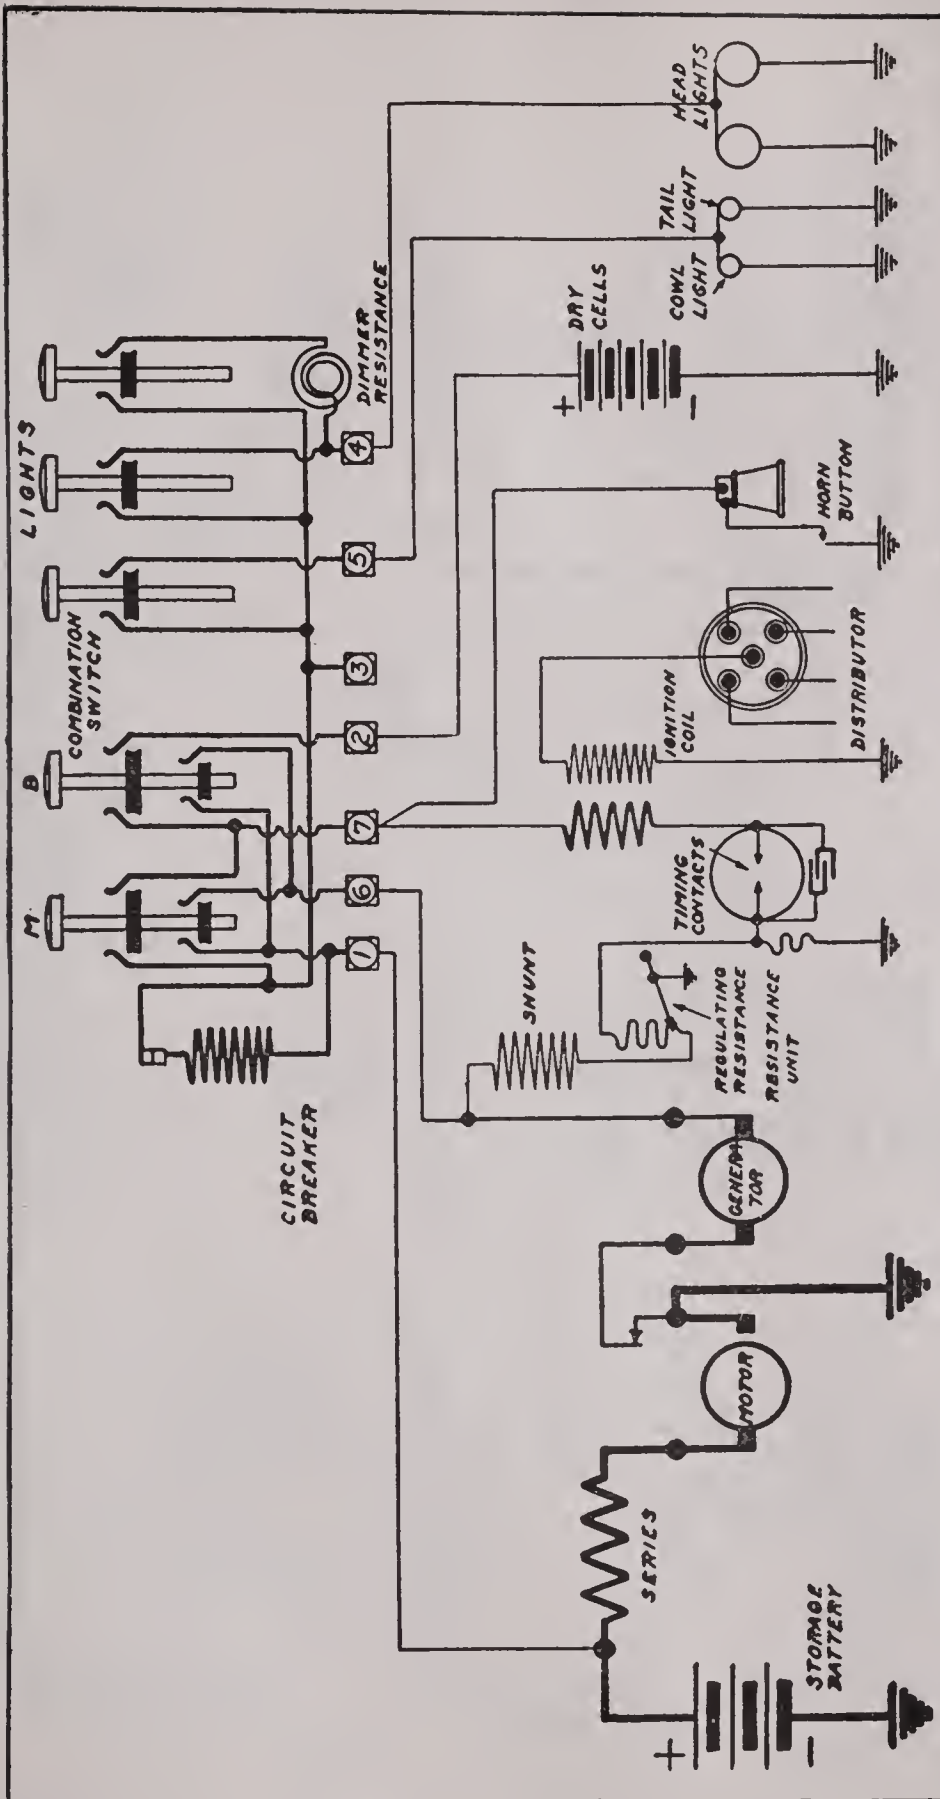 LIGHTS
COMBINATION
SWITCH
B
M
CIRCUIT
BREAKER
DIMMER
RESISTANCE
4
5
3
2
7
6
1
HEAD
LIGHTS
TAIL
LIGHT
COWL
LIGHT
DRY
CELLS
+
−
HORN
BUTTON
DISTRIBUTOR
IGNITION
COIL
TIMING
CONTACTS
SHUNT
REGULATING
RESISTANCE
RESISTANCE
UNIT
GENERA
TOR
MOTOR
SERIES
STORAGE
BATTERY
+
−